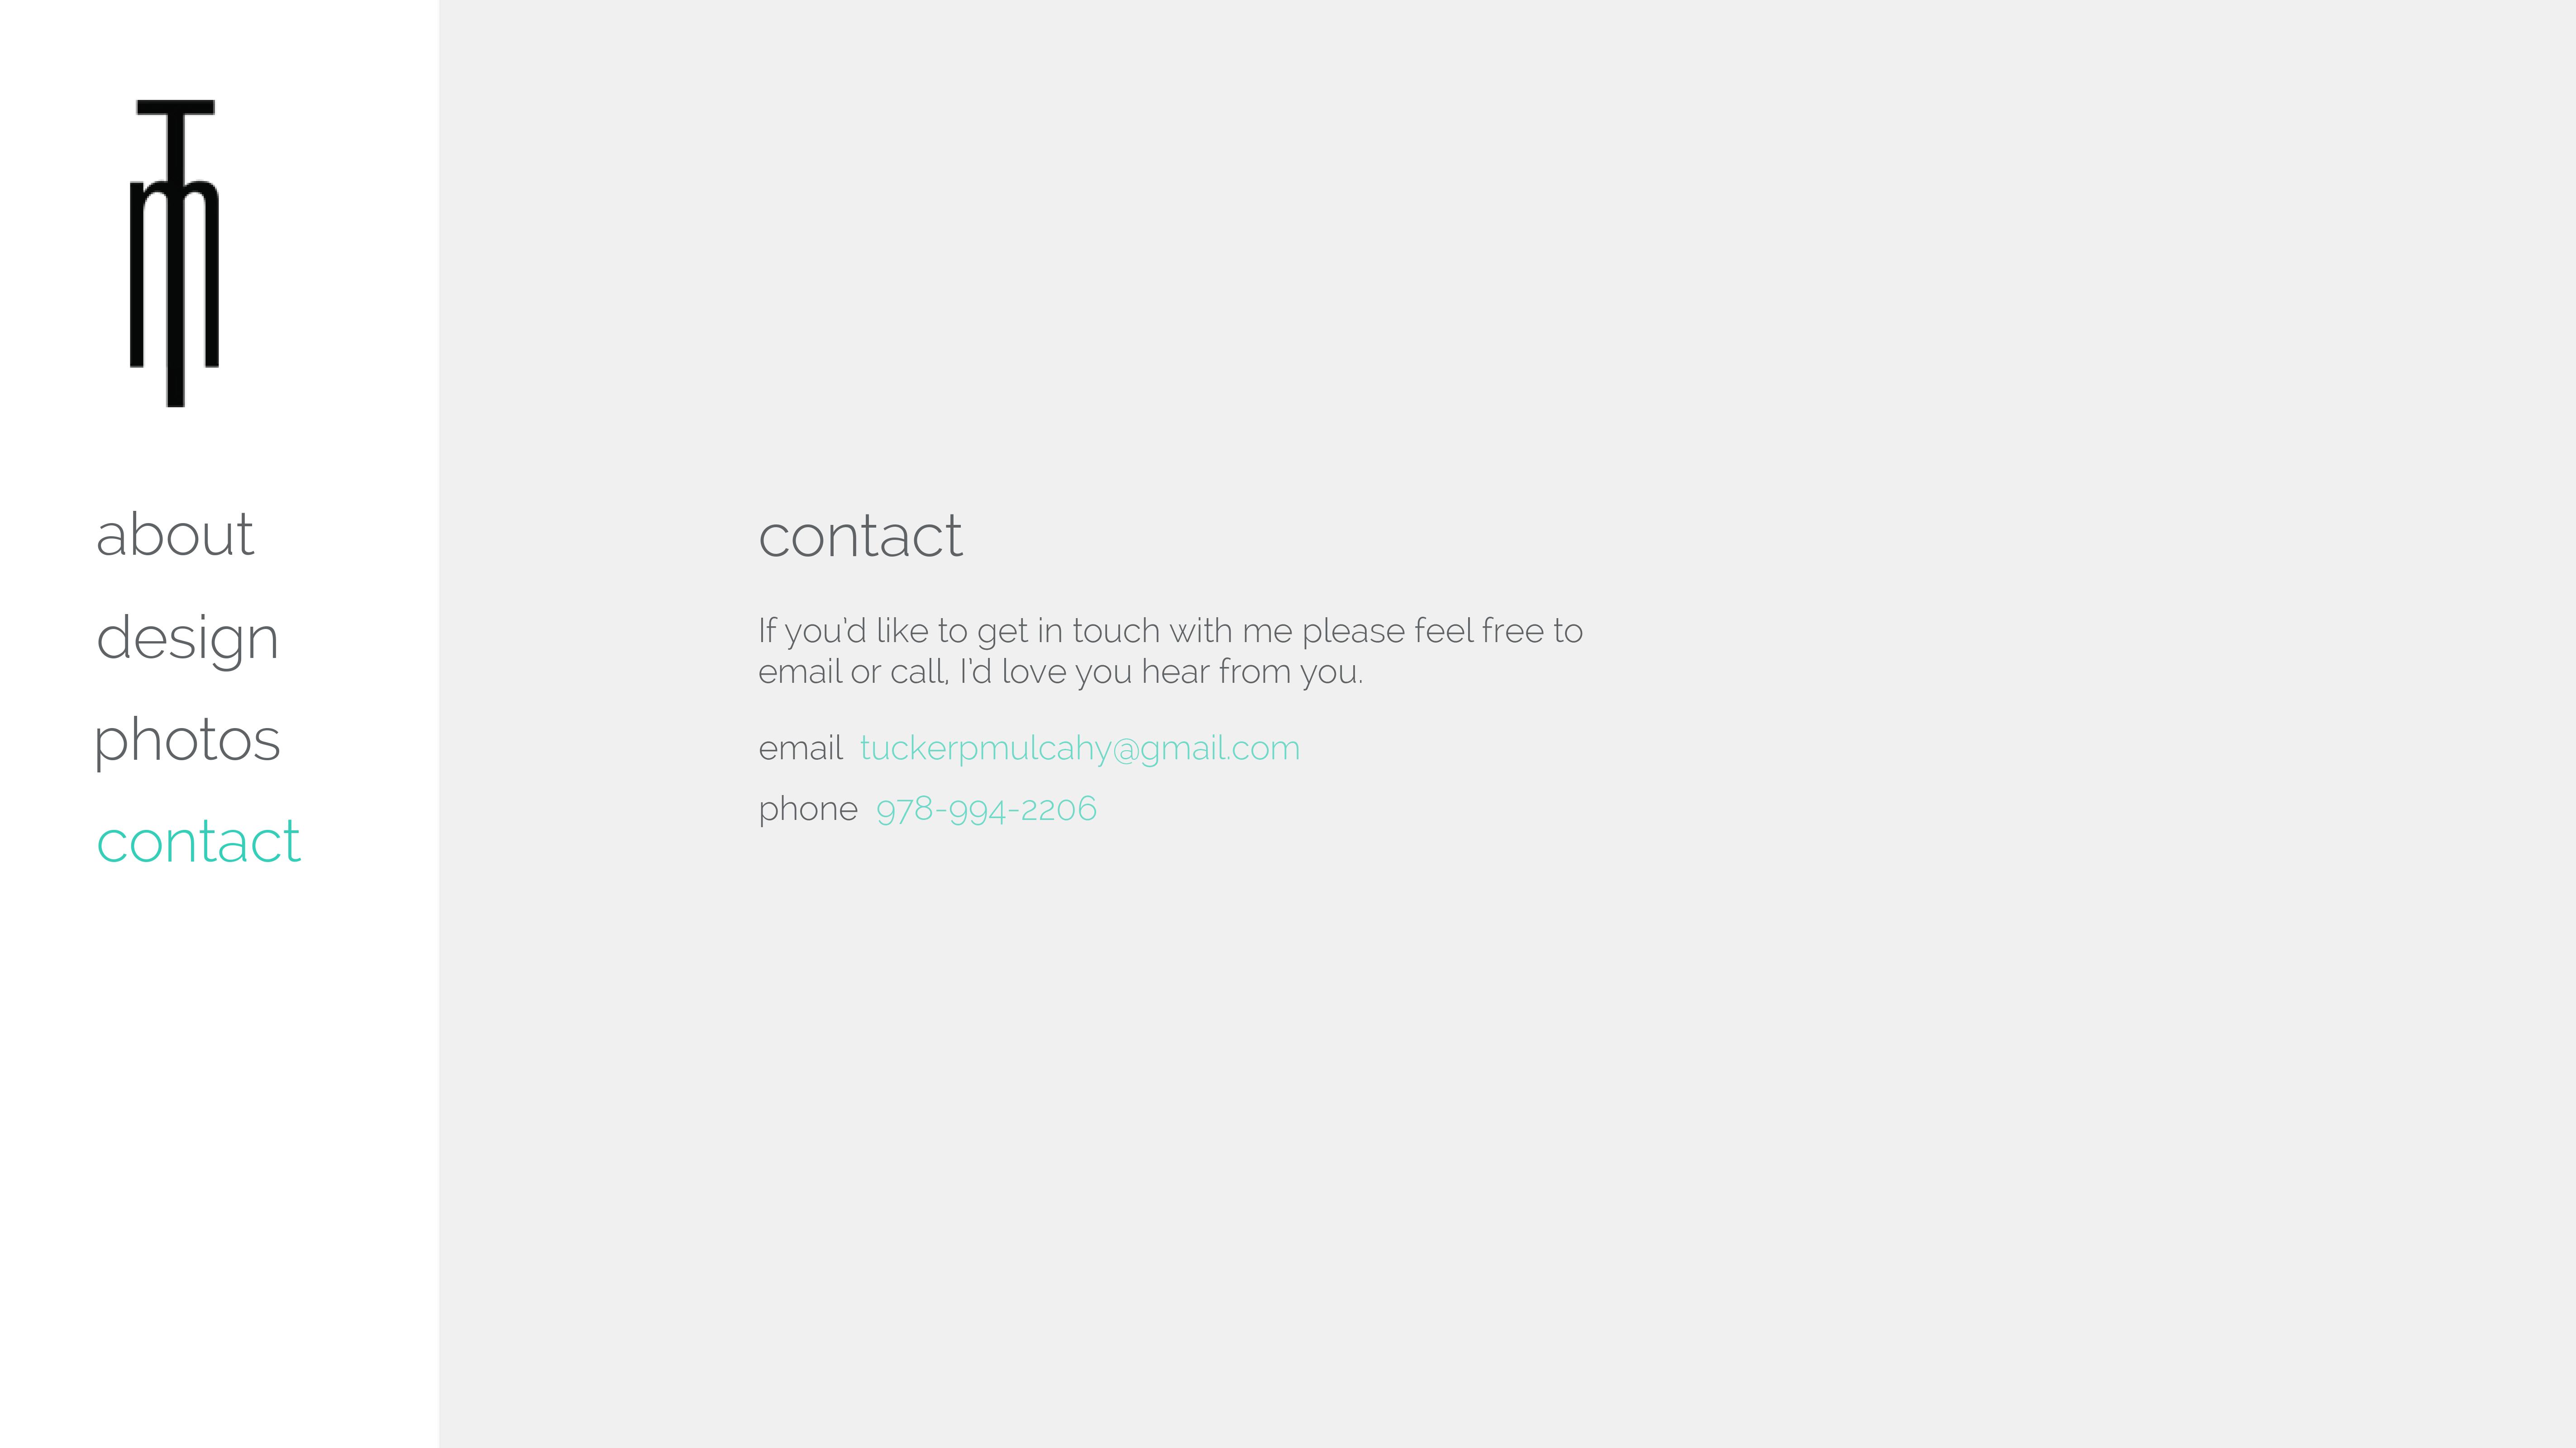 Tm
about
design
photos
contact
contact
If you'd like to get in touch with me please feel free to
email or call, I'd love you hear from you.
email tuckerpmulcahy@gmail.com
phone 978-994-2206